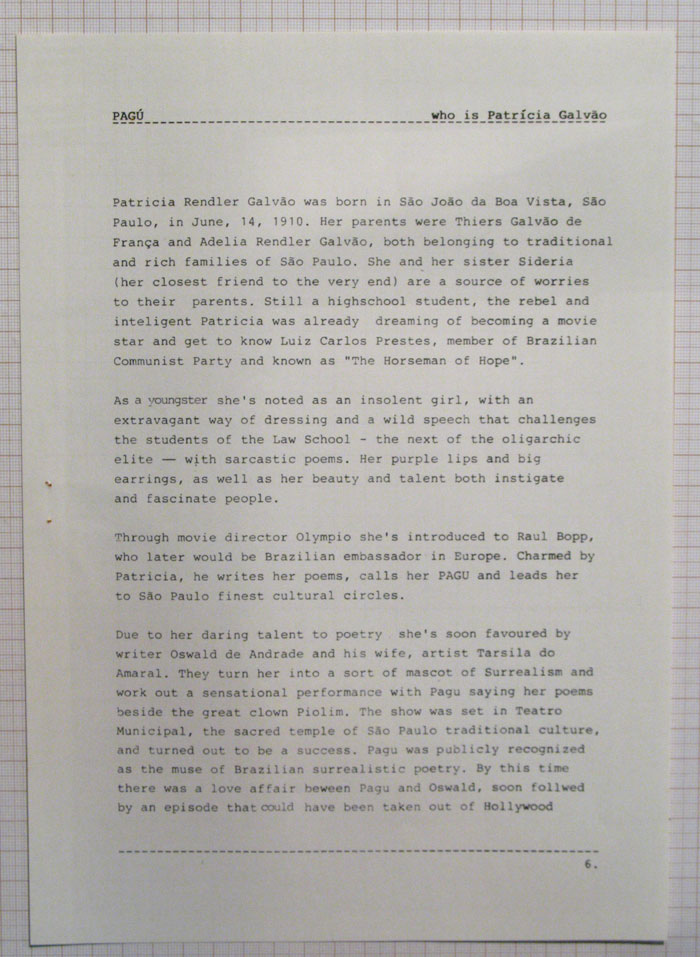 PAGÚ who is Patrícia Galvão
Patricia Rendler Galvão was born in São João da Boa Vista, São
Paulo, in June, 14, 1910. Her parents were Thiers Galvão de
França and Adelia Rendler Galvão, both belonging to traditional
and rich families of São Paulo. She and her sister Sideria
(her closest friend to the very end) are a source of worries
to their parents. Still a highschool student, the rebel and
inteligent Patricia was already dreaming of becoming a movie
star and get to know Luiz Carlos Prestes, member of Brazilian
Communist Party and known as "The Horseman of Hope".
As a youngster she's noted as an insolent girl, with an
extravagant way of dressing and a wild speech that challenges
the students of the Law School - the next of the oligarchic
elite — with sarcastic poems. Her purple lips and big
earrings, as well as her beauty and talent both instigate
and fascinate people.
Through movie director Olympio she's introduced to Raul Bopp,
who later would be Brazilian embassador in Europe. Charmed by
Patricia, he writes her poems, calls her PAGU and leads her
to São Paulo finest cultural circles.
Due to her daring talent to poetry she's soon favoured by
writer Oswald de Andrade and his wife, artist Tarsila do
Amaral. They turn her into a sort of mascot of Surrealism and
work out a sensational performance with Pagu saying her poems
beside the great clown Piolim. The show was set in Teatro
Municipal, the sacred temple of São Paulo traditional culture,
and turned out to be a success. Pagu was publicly recognized
as the muse of Brazilian surrealistic poetry. By this time
there was a love affair beween Pagu and Oswald, soon follwed
by an episode that could have been taken out of Hollywood
6.